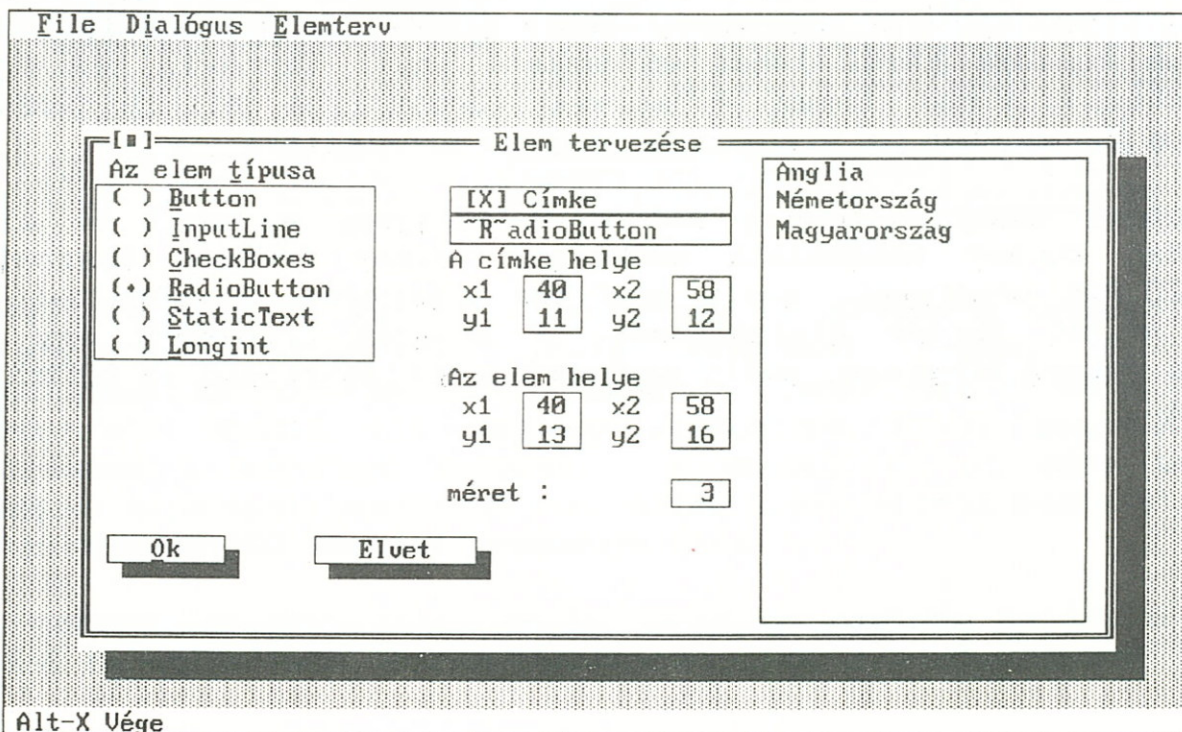 File Dialógus Elemterv
[■] Elem tervezése
Az elem típusa
( ) Button
( ) InputLine
( ) CheckBoxes
(•) RadioButton
( ) StaticText
( ) Longint
[X] Címke
~R~adioButton
A címke helye
x1 40 x2 58
y1 11 y2 12
Az elem helye
x1 40 x2 58
y1 13 y2 16
méret : 3
Anglia
Németország
Magyarország
Ok Elvet
Alt-X Vége